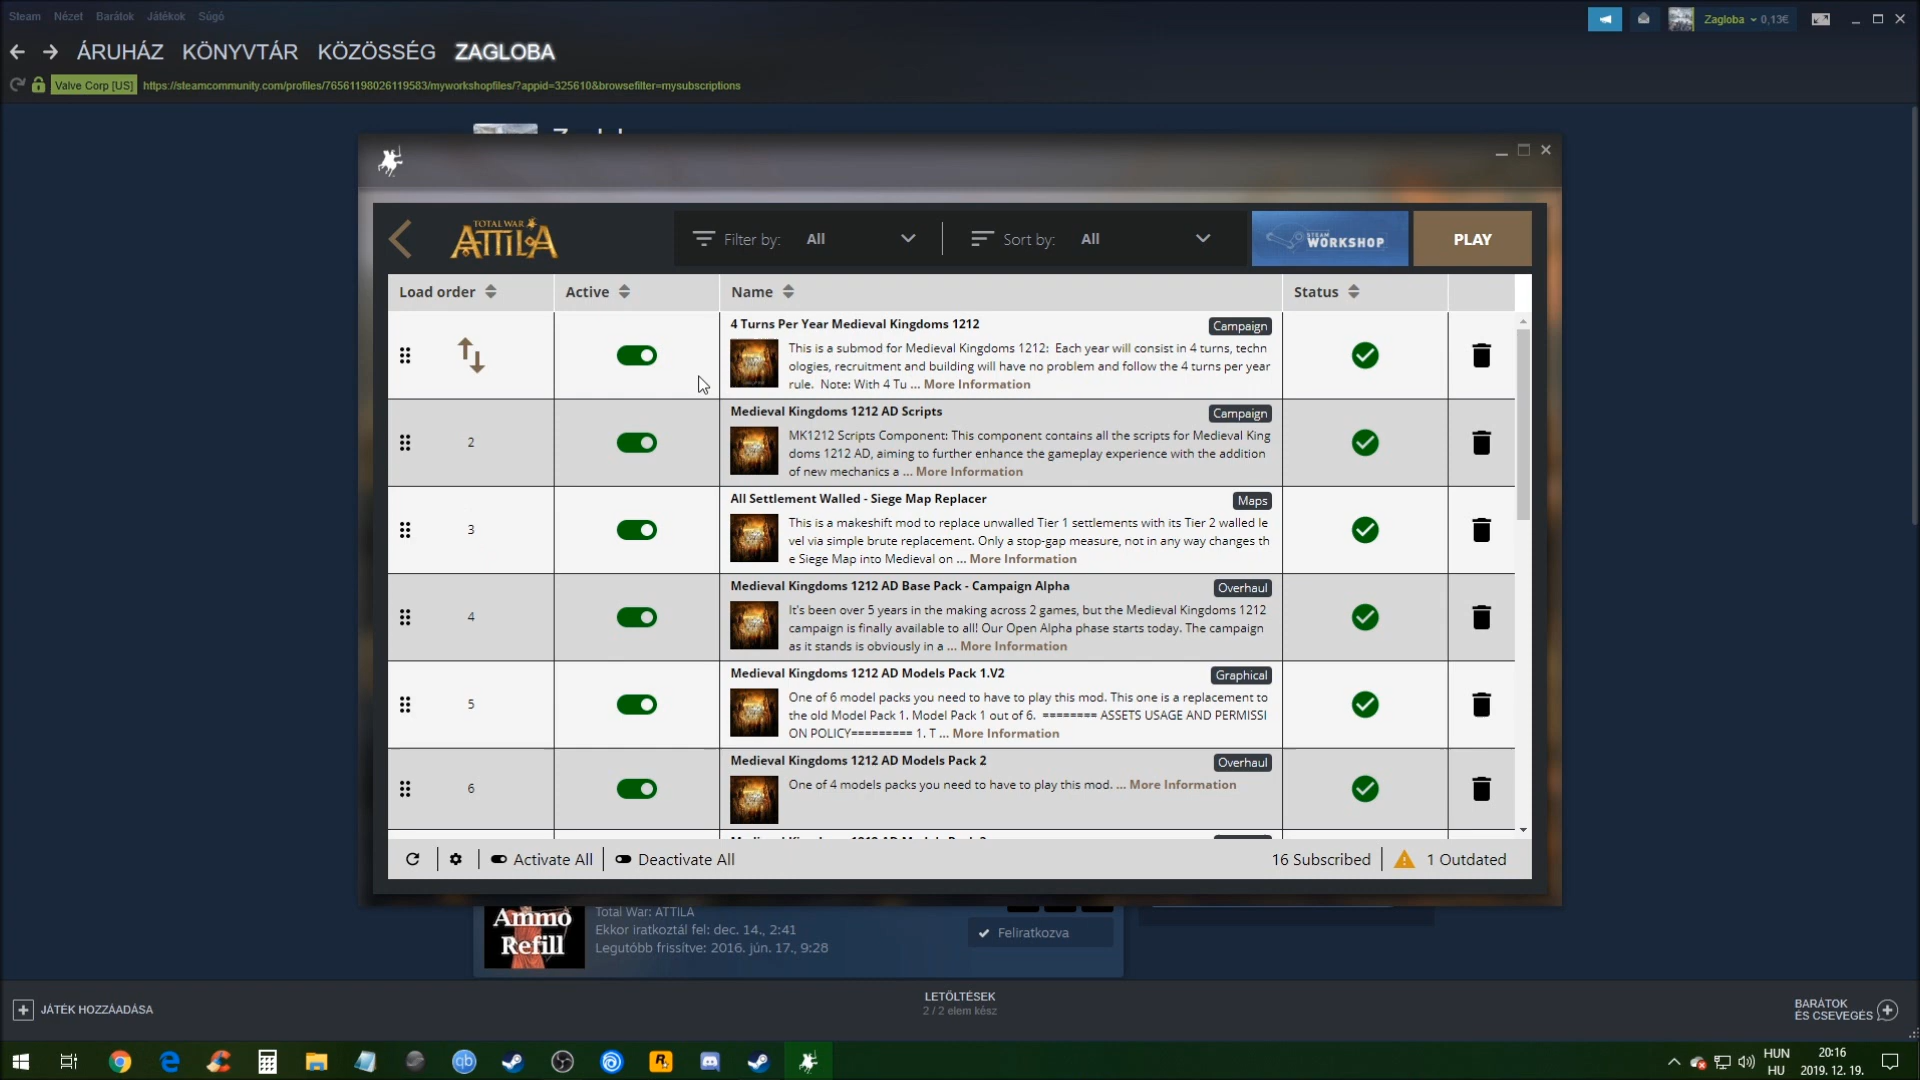 Steam Nézet Barátok Játékok Súgó
Zagloba 0,13€
ÁRUHÁZ KÖNYVTÁR KÖZÖSSÉG ZAGLOBA
Valve Corp [US] https://steamcommunity.com/profiles/76561198026119583/myworkshopfiles/?appid=325610&browsefilter=mysubscriptions
TOTAL WAR
ATTILA
Filter by: All
Sort by: All
STEAM
WORKSHOP
PLAY
Load order Active Name Status
4 Turns Per Year Medieval Kingdoms 1212
Campaign
This is a submod for Medieval Kingdoms 1212: Each year will consist in 4 turns, techn
ologies, recruitment and building will have no problem and follow the 4 turns per year
rule. Note: With 4 Tu ... More Information
2
Medieval Kingdoms 1212 AD Scripts
Campaign
MK1212 Scripts Component: This component contains all the scripts for Medieval King
doms 1212 AD, aiming to further enhance the gameplay experience with the addition
of new mechanics a ... More Information
3
All Settlement Walled - Siege Map Replacer
Maps
This is a makeshift mod to replace unwalled Tier 1 settlements with its Tier 2 walled le
vel via simple brute replacement. Only a stop-gap measure, not in any way changes th
e Siege Map into Medieval on ... More Information
4
Medieval Kingdoms 1212 AD Base Pack - Campaign Alpha
Overhaul
It's been over 5 years in the making across 2 games, but the Medieval Kingdoms 1212
campaign is finally available to all! Our Open Alpha phase starts today. The campaign
as it stands is obviously in a ... More Information
5
Medieval Kingdoms 1212 AD Models Pack 1.V2
Graphical
One of 6 model packs you need to have to play this mod. This one is a replacement to
the old Model Pack 1. Model Pack 1 out of 6. ======== ASSETS USAGE AND PERMISSI
ON POLICY========= 1. T ... More Information
6
Medieval Kingdoms 1212 AD Models Pack 2
Overhaul
One of 4 models packs you need to have to play this mod. ... More Information
Activate All Deactivate All
16 Subscribed 1 Outdated
Ammo
Refill
Total War: ATTILA
Ekkor iratkoztál fel: dec. 14., 2:41
Legutóbb frissítve: 2016. jún. 17., 9:28
Feliratkozva
JÁTÉK HOZZÁADÁSA
LETÖLTÉSEK
2 / 2 elem kész
BARÁTOK
ÉS CSEVEGÉS
HUN
HU
20:16
2019. 12. 19.